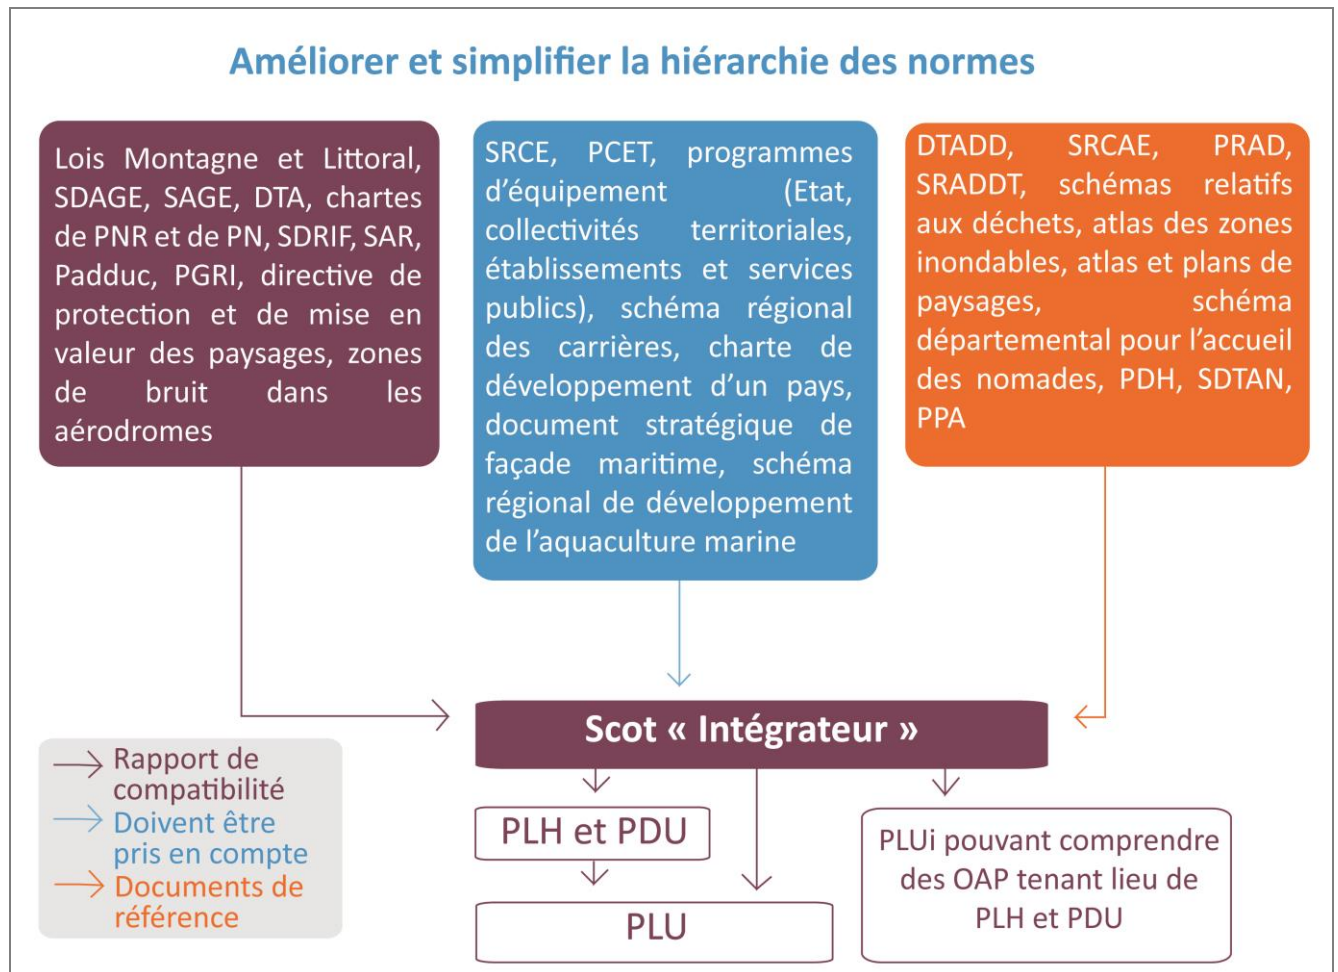 Améliorer et simplifier la hiérarchie des normes
Lois Montagne et Littoral,
SDAGE, SAGE, DTA, chartes
de PNR et de PN, SDRIF, SAR,
Padduc, PGRI, directive de
protection et de mise en
valeur des paysages, zones
de bruit dans les
aérodromes
SRCE, PCET, programmes
d’équipement (Etat,
collectivités territoriales,
établissements et services
publics), schéma régional
des carrières, charte de
développement d’un pays,
document stratégique de
façade maritime, schéma
régional de développement
de l’aquaculture marine
DTADD, SRCAE, PRAD,
SRADDT, schémas relatifs
aux déchets, atlas des zones
inondables, atlas et plans de
paysages, schéma
départemental pour l’accueil
des nomades, PDH, SDTAN,
PPA
Scot « Intégrateur »
Rapport de
compatibilité
Doivent être
pris en compte
Documents de
référence
PLH et PDU
PLU
PLUi pouvant comprendre
des OAP tenant lieu de
PLH et PDU